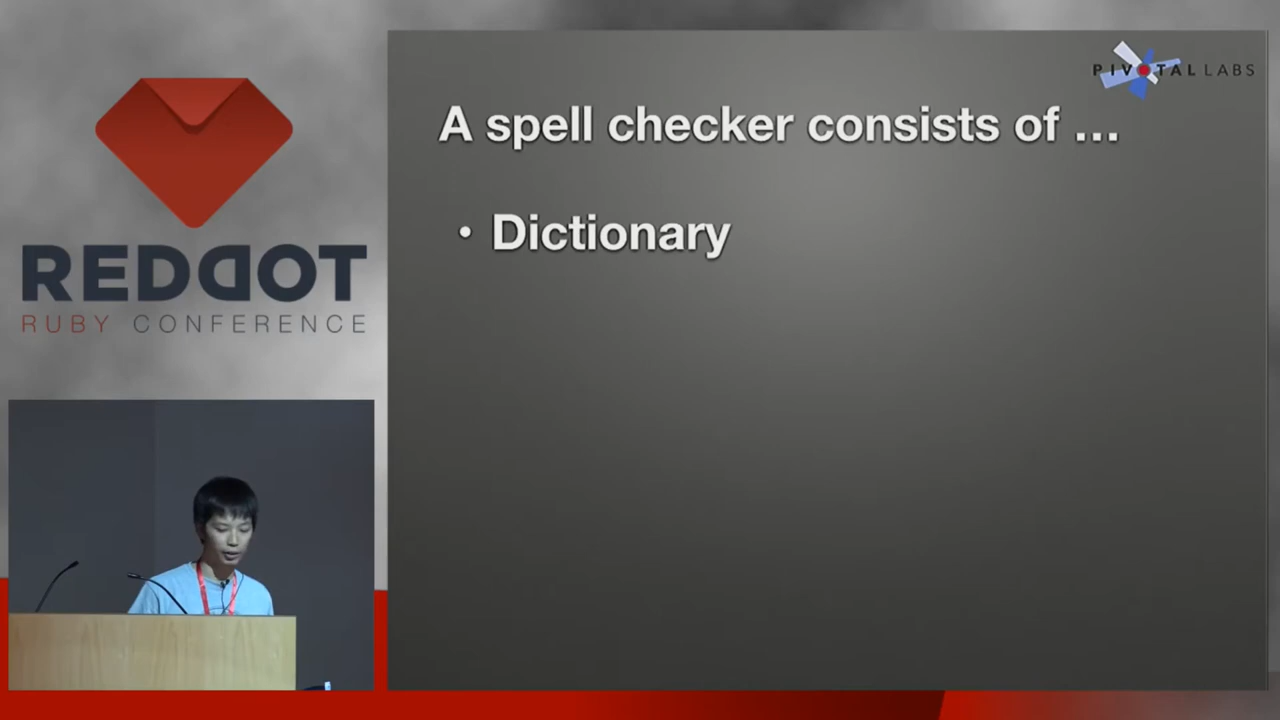 PIVOTAL LABS
A spell checker consists of ...
• Dictionary
REDDOT
RUBY CONFERENCE